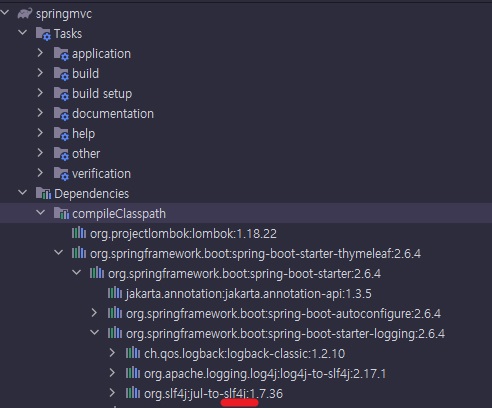 springmvc
Tasks
application
build
build setup
documentation
help
other
verification
Dependencies
compileClasspath
org.projectlombok:lombok:1.18.22
org.springframework.boot:spring-boot-starter-thymeleaf:2.6.4
org.springframework.boot:spring-boot-starter:2.6.4
jakarta.annotation:jakarta.annotation-api:1.3.5
org.springframework.boot:spring-boot-autoconfigure:2.6.4
org.springframework.boot:spring-boot-starter-logging:2.6.4
ch.qos.logback:logback-classic:1.2.10
org.apache.logging.log4j:log4j-to-slf4j:2.17.1
org.slf4j:jul-to-slf4j:1.7.36